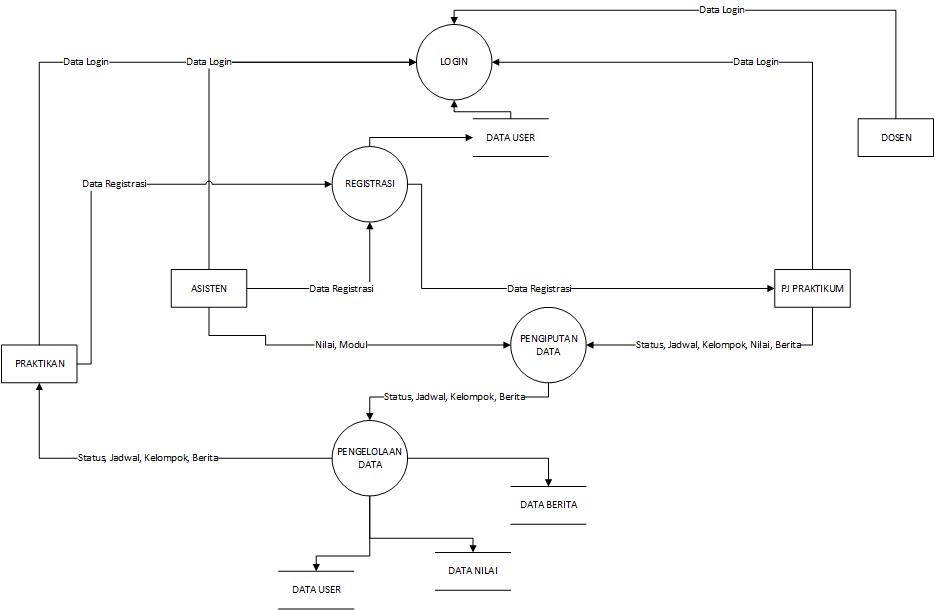 Data Login
LOGIN
Data Login
Data Login
Data Login
DATA USER
DOSEN
Data Registrasi
REGISTRASI
ASISTEN
Data Registrasi
Data Registrasi
PJ PRAKTIKUM
PENGIPUTAN
DATA
Nilai, Modul
Status, Jadwal, Kelompok, Nilai, Berita
PRAKTIKAN
Status, Jadwal, Kelompok, Berita
PENGELOLAAN
DATA
Status, Jadwal, Kelompok, Berita
DATA BERITA
DATA NILAI
DATA USER